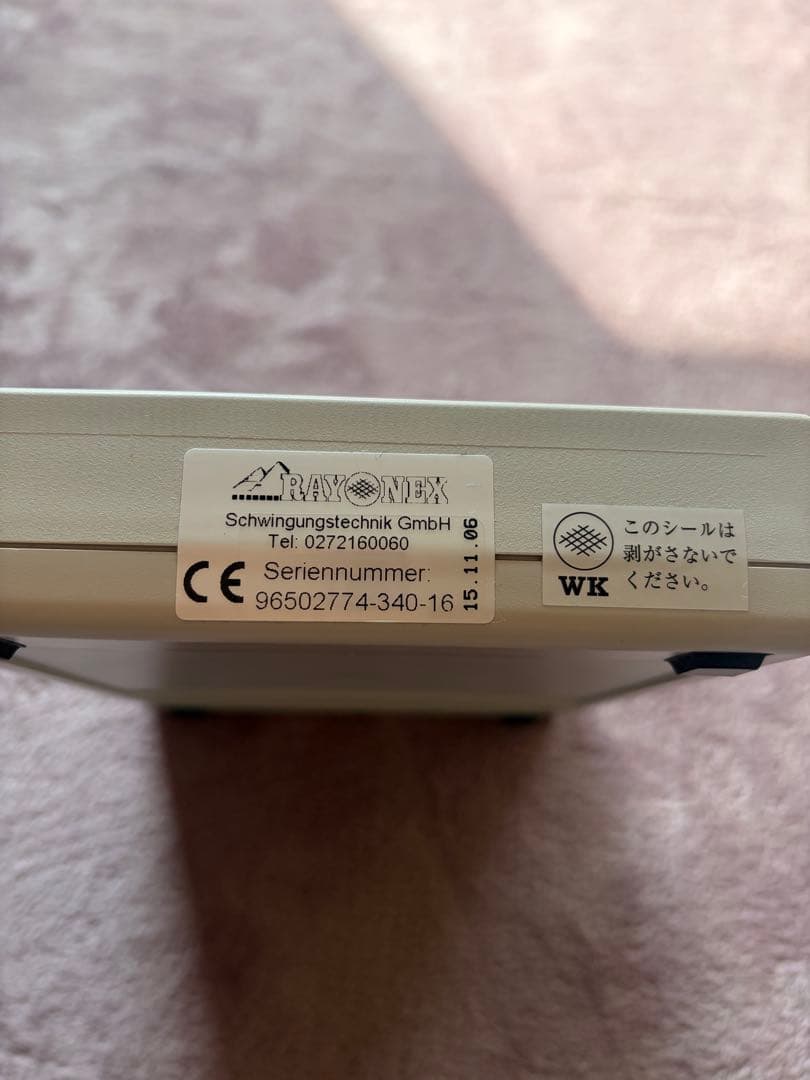 RAYONEX
Schwingungstechnik GmbH
Tel: 0272160060
CE Seriennummer:
96502774-340-16
15.11.06
このシールは
剥がさないで
ください。
WK